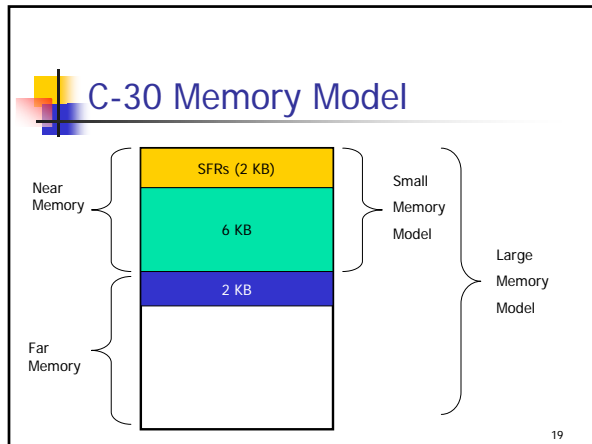 C-30 Memory Model
SFRs (2 KB)
6 KB
2 KB
Near
Memory
Far
Memory
Small
Memory
Model
Large
Memory
Model
19